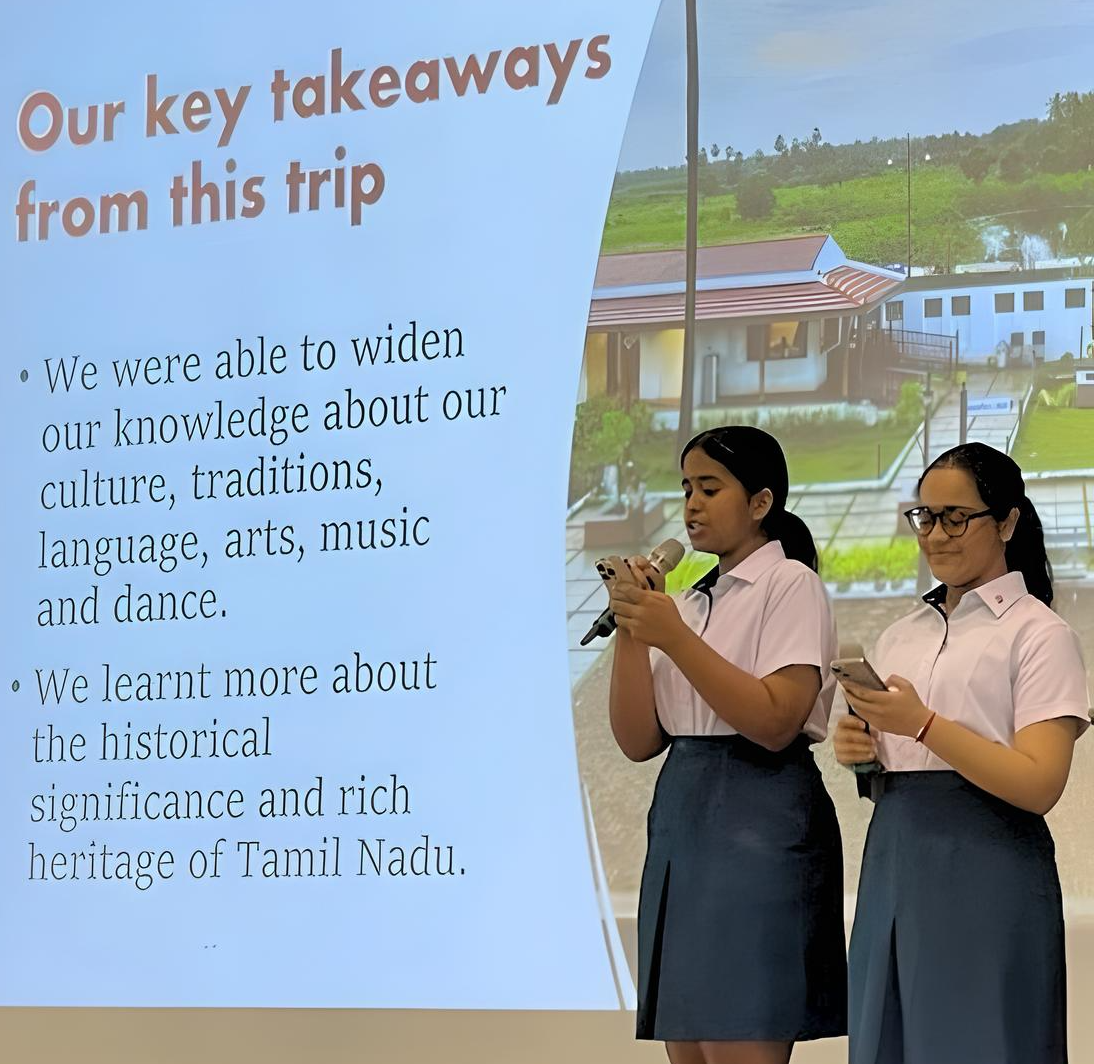 Our key takeaways
from this trip
• We were able to widen
our knowledge about our
culture, traditions,
language, arts, music
and dance.
• We learnt more about
the historical
significance and rich
heritage of Tamil Nadu.